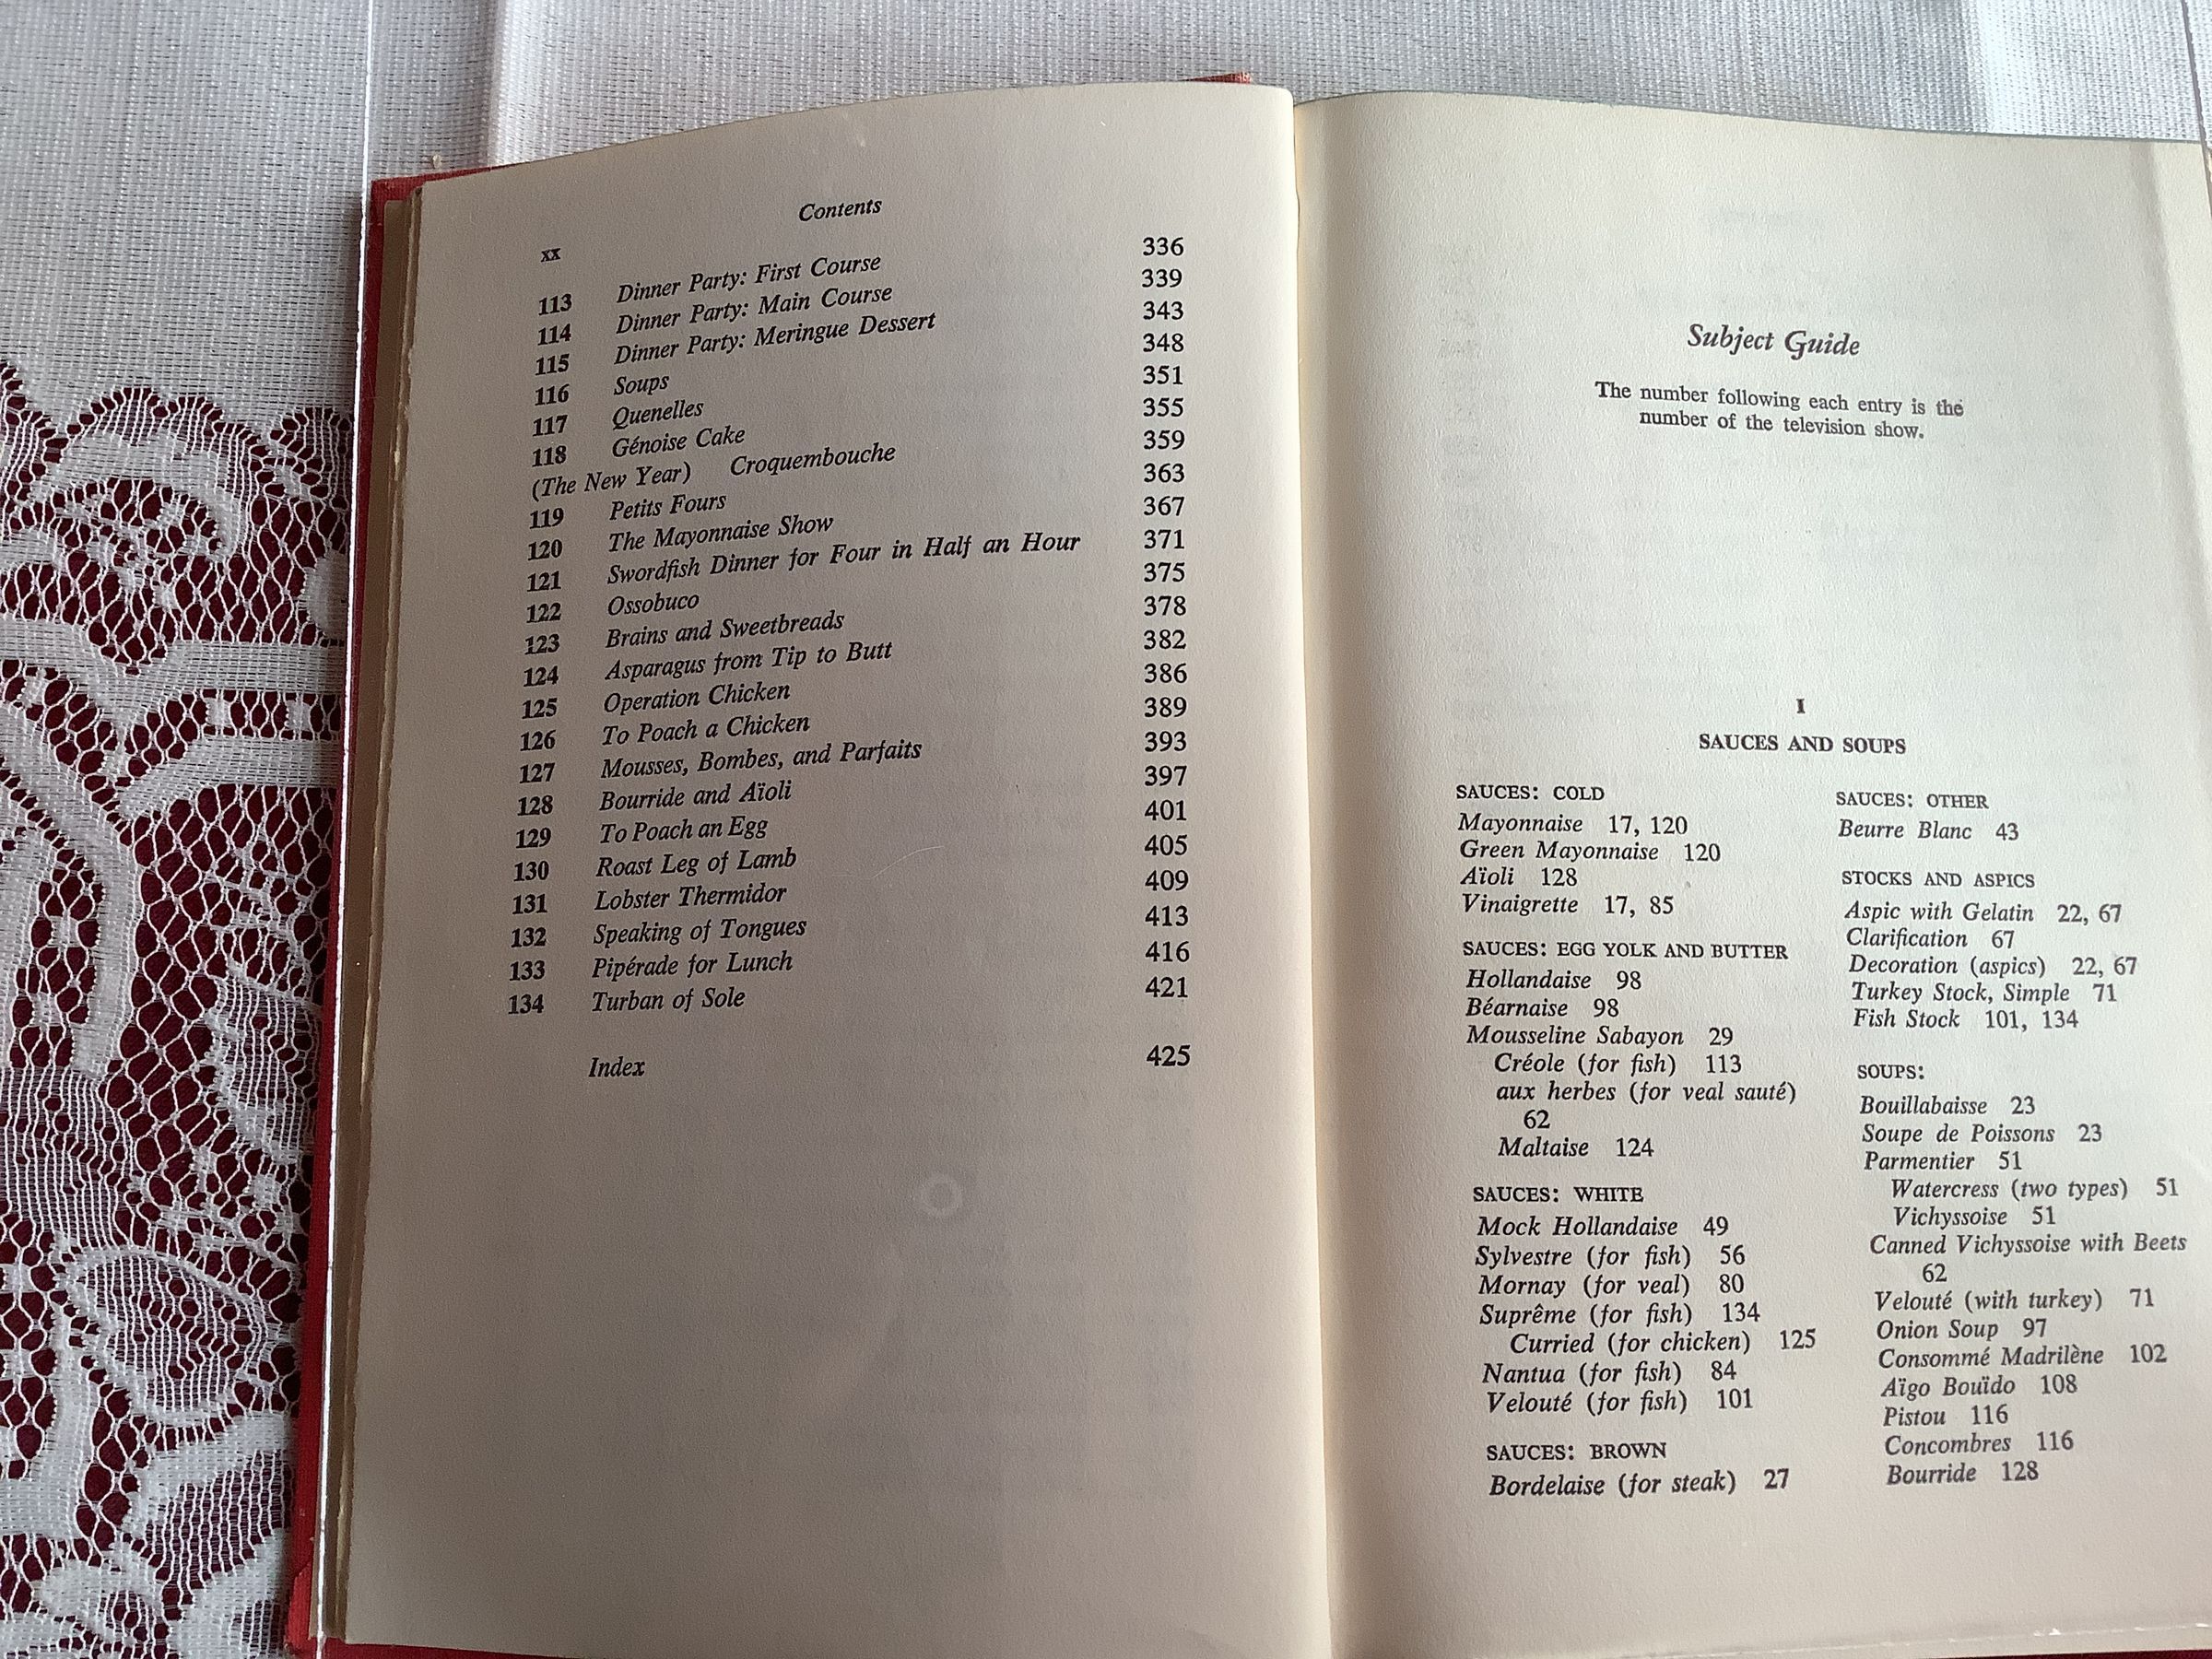 xx Contents
113 Dinner Party: First Course 336
114 Dinner Party: Main Course 339
115 Dinner Party: Meringue Dessert 343
116 Soups 348
117 Quenelles 351
118 Génoise Cake 355
(The New Year) Croquembouche 359
119 Petits Fours 363
120 The Mayonnaise Show 367
121 Swordfish Dinner for Four in Half an Hour 371
122 Ossobuco 375
123 Brains and Sweetbreads 378
124 Asparagus from Tip to Butt 382
125 Operation Chicken 386
126 To Poach a Chicken 389
127 Mousses, Bombes, and Parfaits 393
128 Bourride and Aïoli 397
129 To Poach an Egg 401
130 Roast Leg of Lamb 405
131 Lobster Thermidor 409
132 Speaking of Tongues 413
133 Pipérade for Lunch 416
134 Turban of Sole 421
Index 425
Subject Guide
The number following each entry is the
number of the television show.
I
SAUCES AND SOUPS
SAUCES: COLD
Mayonnaise 17, 120
Green Mayonnaise 120
Aïoli 128
Vinaigrette 17, 85
SAUCES: EGG YOLK AND BUTTER
Hollandaise 98
Béarnaise 98
Mousseline Sabayon 29
Créole (for fish) 113
aux herbes (for veal sauté)
62
Maltaise 124
SAUCES: WHITE
Mock Hollandaise 49
Sylvestre (for fish) 56
Mornay (for veal) 80
Suprême (for fish) 134
Curried (for chicken) 125
Nantua (for fish) 84
Velouté (for fish) 101
SAUCES: BROWN
Bordelaise (for steak) 27
SAUCES: OTHER
Beurre Blanc 43
STOCKS AND ASPICS
Aspic with Gelatin 22, 67
Clarification 67
Decoration (aspics) 22, 67
Turkey Stock, Simple 71
Fish Stock 101, 134
SOUPS:
Bouillabaisse 23
Soupe de Poissons 23
Parmentier 51
Watercress (two types) 51
Vichyssoise 51
Canned Vichyssoise with Beets
62
Velouté (with turkey) 71
Onion Soup 97
Consommé Madrilène 102
Aïgo Bouïdo 108
Pistou 116
Concombres 116
Bourride 128